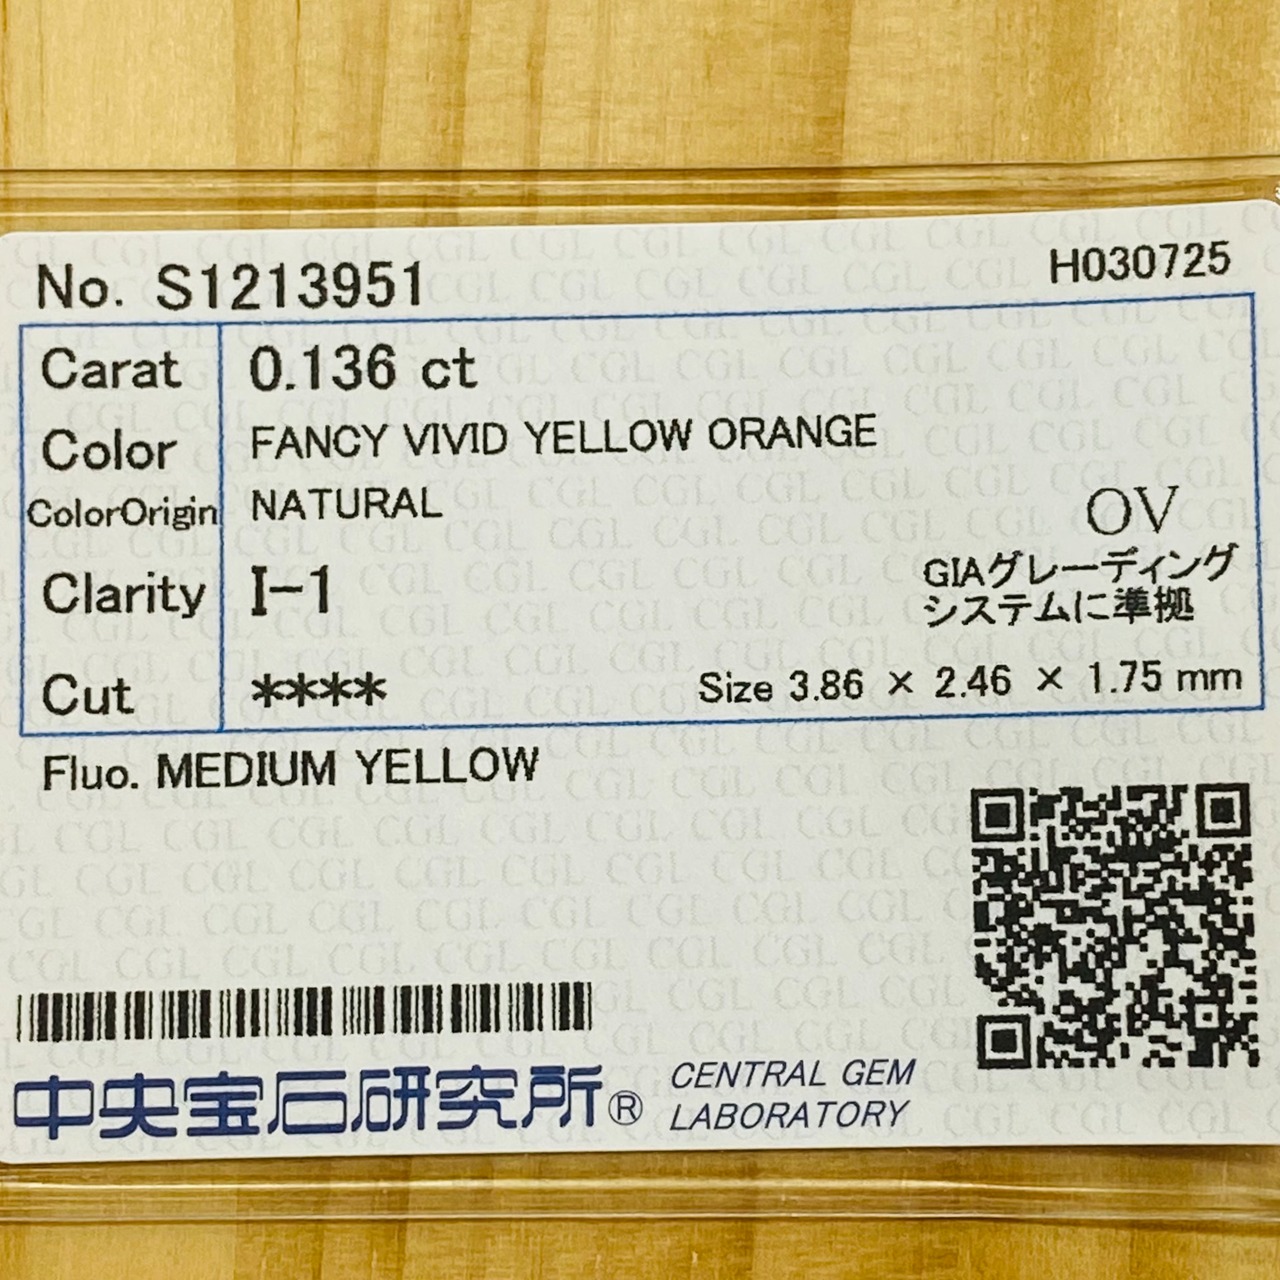 No. S1213951
H030725
Carat 0.136 ct
Color FANCY VIVID YELLOW ORANGE
ColorOrigin NATURAL
OV
Clarity I-1
GIAグレーディング
システムに準拠
Cut ****
Size 3.86 × 2.46 × 1.75 mm
Fluo. MEDIUM YELLOW
中央宝石研究所®
CENTRAL GEM
LABORATORY